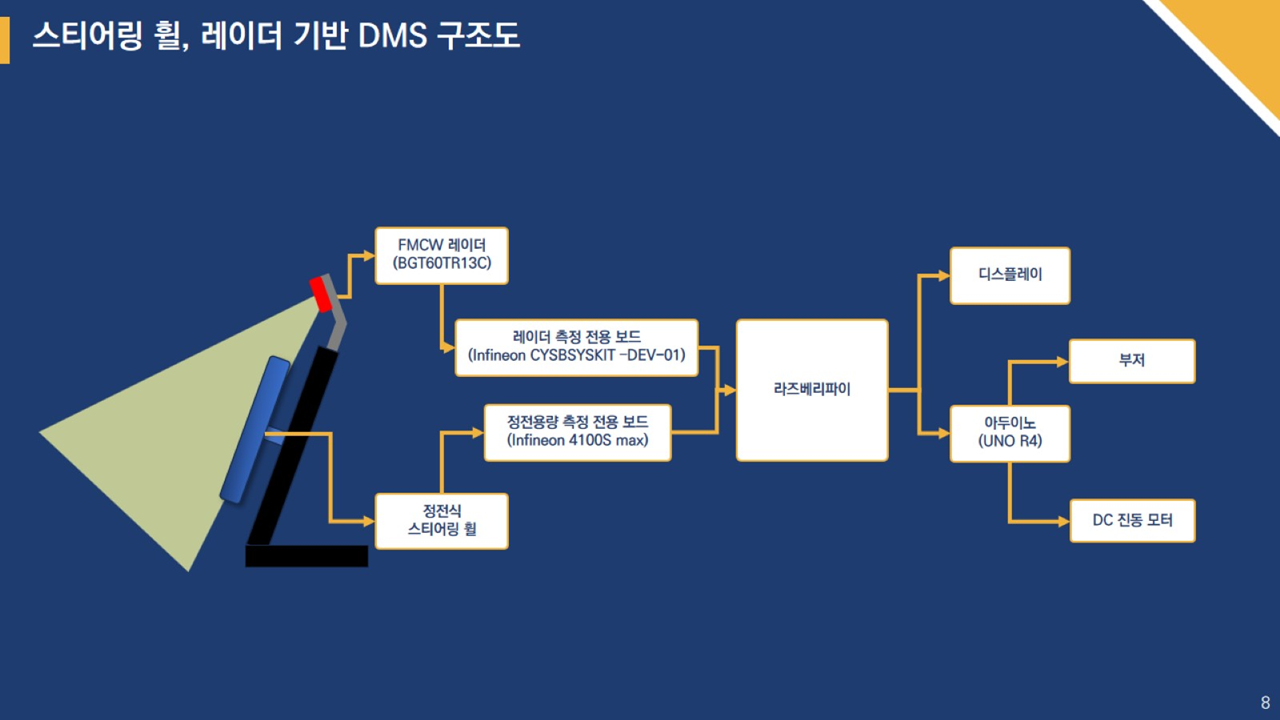 스티어링 휠, 레이더 기반 DMS 구조도
FMCW 레이더
(BGT60TR13C)
레이더 측정 전용 보드
(Infineon CYSBSYSKIT –DEV-01)
정전용량 측정 전용 보드
(Infineon 4100S max)
정전식
스티어링 휠
라즈베리파이
디스플레이
부저
아두이노
(UNO R4)
DC 진동 모터
8